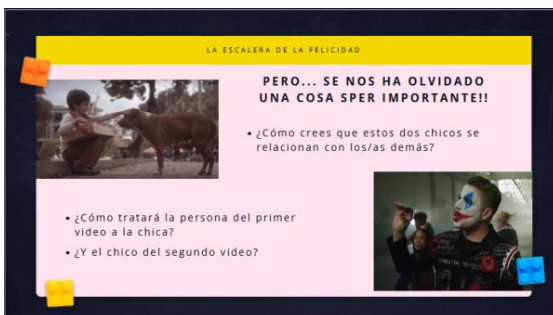 LA ESCALERA DE LA FELICIDAD
PERO... SE NOS HA OLVIDADO
UNA COSA SPER IMPORTANTE!!
• ¿Cómo crees que estos dos chicos se
relacionan con los/as demás?
• ¿Cómo tratará la persona del primer
video a la chica?
• ¿Y el chico del segundo video?